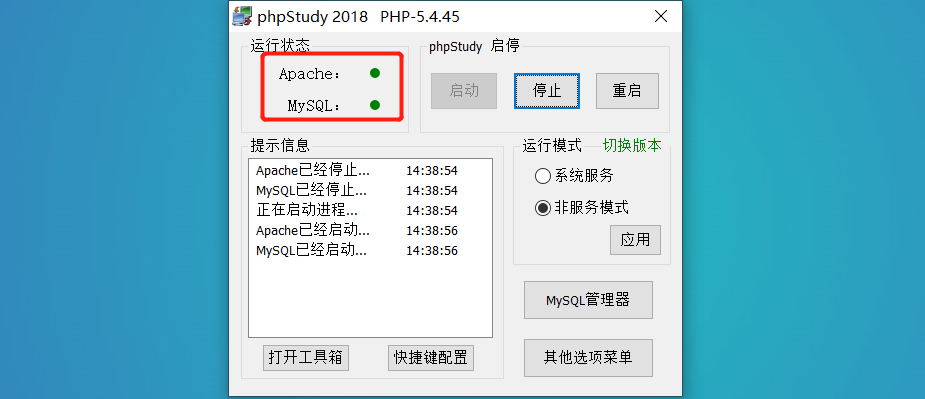 phpStudy 2018 PHP-5.4.45
运行状态
Apache:
MySQL:
phpStudy 启停
启动 停止 重启
提示信息
Apache已经停止... 14:38:54
MySQL已经停止... 14:38:54
正在启动进程... 14:38:54
Apache已经启动... 14:38:56
MySQL已经启动... 14:38:56
打开工具箱 快捷键配置
运行模式 切换版本
系统服务
非服务模式
应用
MySQL管理器
其他选项菜单